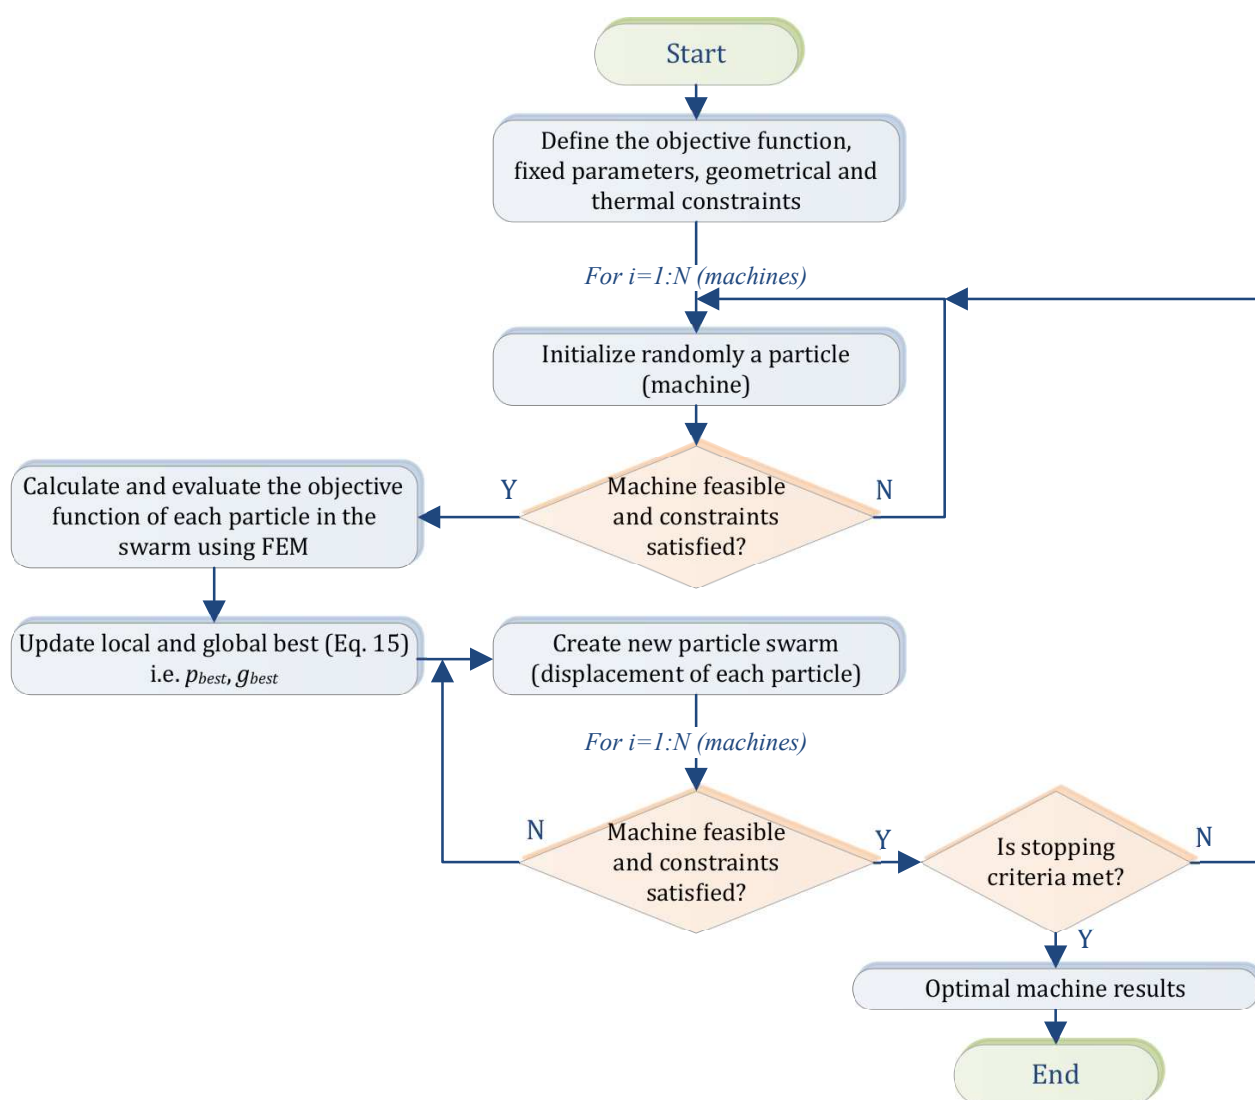 Start
Define the objective function,
fixed parameters, geometrical and
thermal constraints
For i=1:N (machines)
Initialize randomly a particle
(machine)
Machine feasible
and constraints
satisfied?
Y
N
Calculate and evaluate the objective
function of each particle in the
swarm using FEM
Update local and global best (Eq. 15)
i.e. pbest, gbest
Create new particle swarm
(displacement of each particle)
For i=1:N (machines)
Machine feasible
and constraints
satisfied?
N
Y
Is stopping
criteria met?
N
Y
Optimal machine results
End